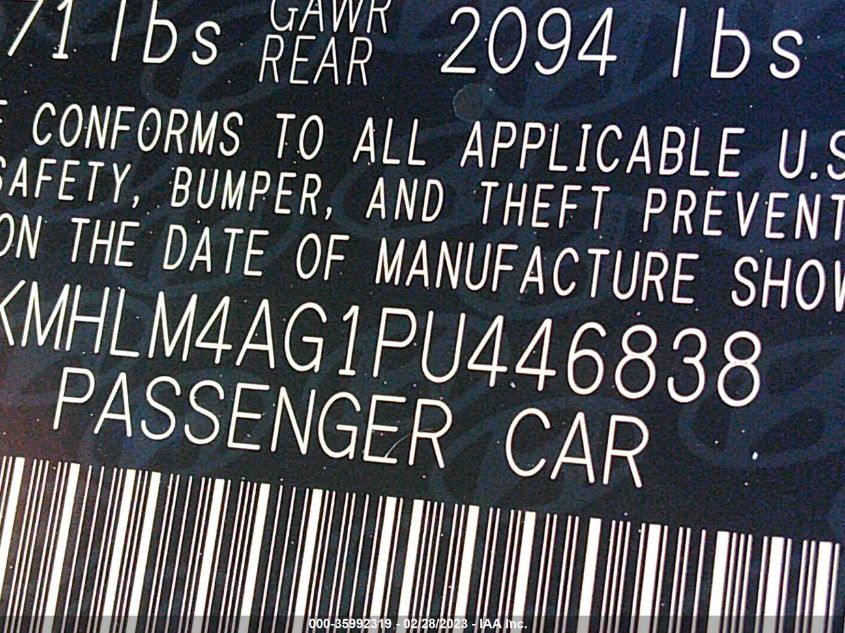 71 lbs GAWR REAR 2094 lbs
CONFORMS TO ALL APPLICABLE U.S
SAFETY, BUMPER, AND THEFT PREVENT
ON THE DATE OF MANUFACTURE SHOW
KMHLM4AG1PU446838
PASSENGER CAR
000-35992319 - 02/28/2023 - IAA Inc.